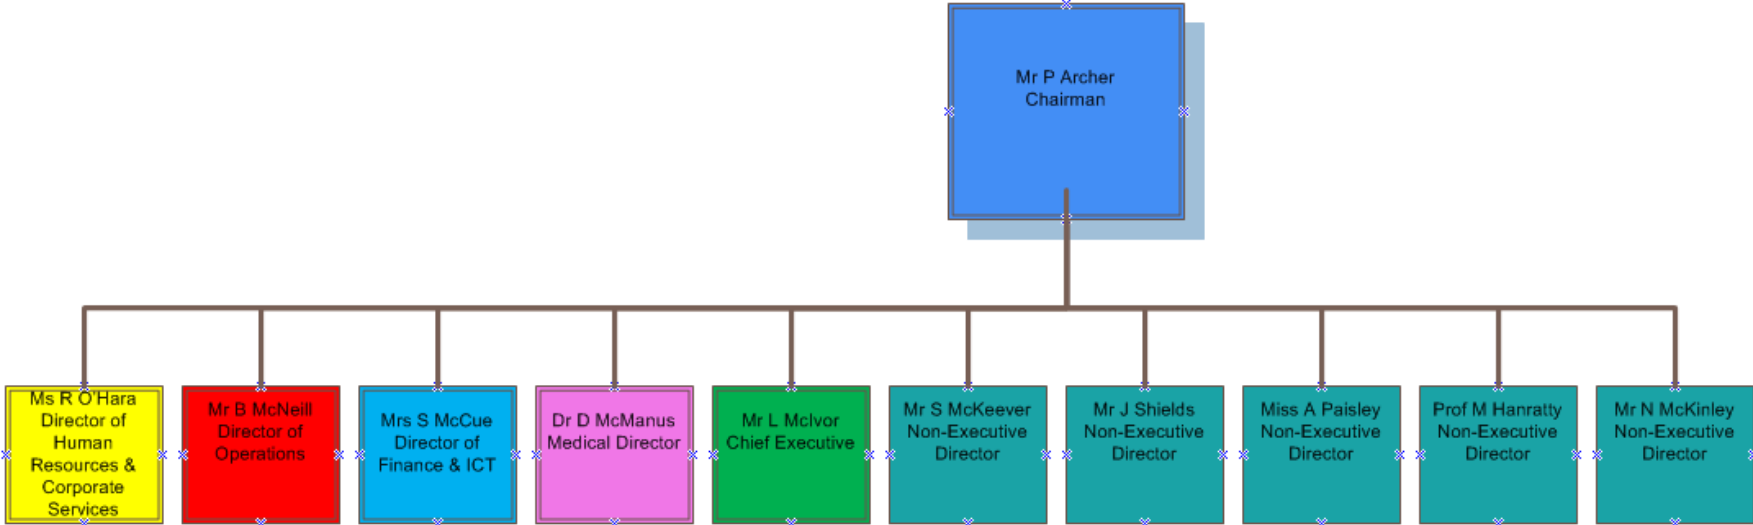 Mr P Archer
Chairman
Ms R O'Hara
Director of
Human
Resources &
Corporate
Services
Mr B McNeill
Director of
Operations
Mrs S McCue
Director of
Finance & ICT
Dr D McManus
Medical Director
Mr L McIvor
Chief Executive
Mr S McKeever
Non-Executive
Director
Mr J Shields
Non-Executive
Director
Miss A Paisley
Non-Executive
Director
Prof M Hanratty
Non-Executive
Director
Mr N McKinley
Non-Executive
Director